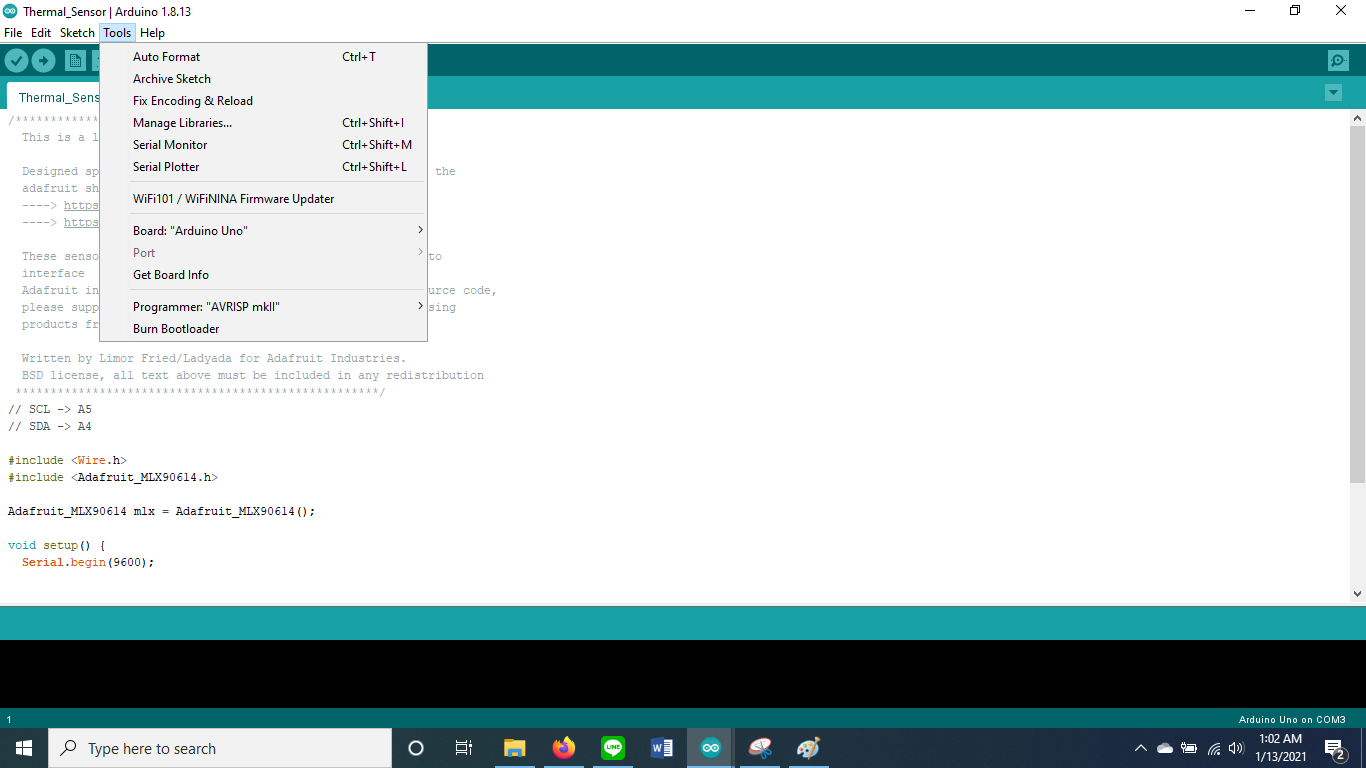 Thermal_Sensor | Arduino 1.8.13
File Edit Sketch Tools Help
Auto Format Ctrl+T
Archive Sketch
Fix Encoding & Reload
Manage Libraries... Ctrl+Shift+I
Serial Monitor Ctrl+Shift+M
Serial Plotter Ctrl+Shift+L
WiFi101 / WiFiNINA Firmware Updater
Board: "Arduino Uno"
Port
Get Board Info
Programmer: "AVRISP mkII"
Burn Bootloader
Thermal_Sens
/************
This is a l
Designed sp the
adafruit sh
----> https
----> https
These senso to
interface
Adafruit in urce code,
please supp sing
products fr
Written by Limor Fried/Ladyada for Adafruit Industries.
BSD license, all text above must be included in any redistribution
****************************************************/
// SCL -> A5
// SDA -> A4
#include <Wire.h>
#include <Adafruit_MLX90614.h>
Adafruit_MLX90614 mlx = Adafruit_MLX90614();
void setup() {
Serial.begin(9600);
1
Arduino Uno on COM3
Type here to search
LINE
W
1:02 AM
1/13/2021
2